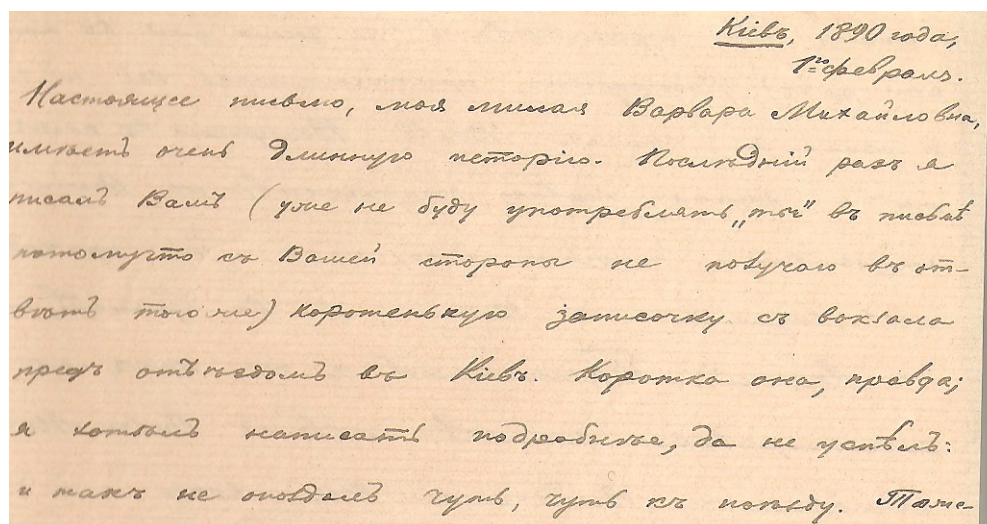 Кіевъ, 1890 года,
1го февраля.
Настоящее письмо, моя милая Варвара Михайловна,
имѣетъ очень длинную исторію. Послѣдній разъ я
писалъ Вамъ (уже не буду употреблять „ты“ въ письмѣ
потомучто съ Вашей стороны не получаю въ от-
вѣтъ того же) коротенькую записочку съ вокзала
предъ отъѣздомъ въ Кіевъ. Коротка она, правда;
я хотѣлъ написать подробнѣе, да не успѣлъ:
и такъ не опоздалъ чуть, чуть къ поѣзду. Таже-